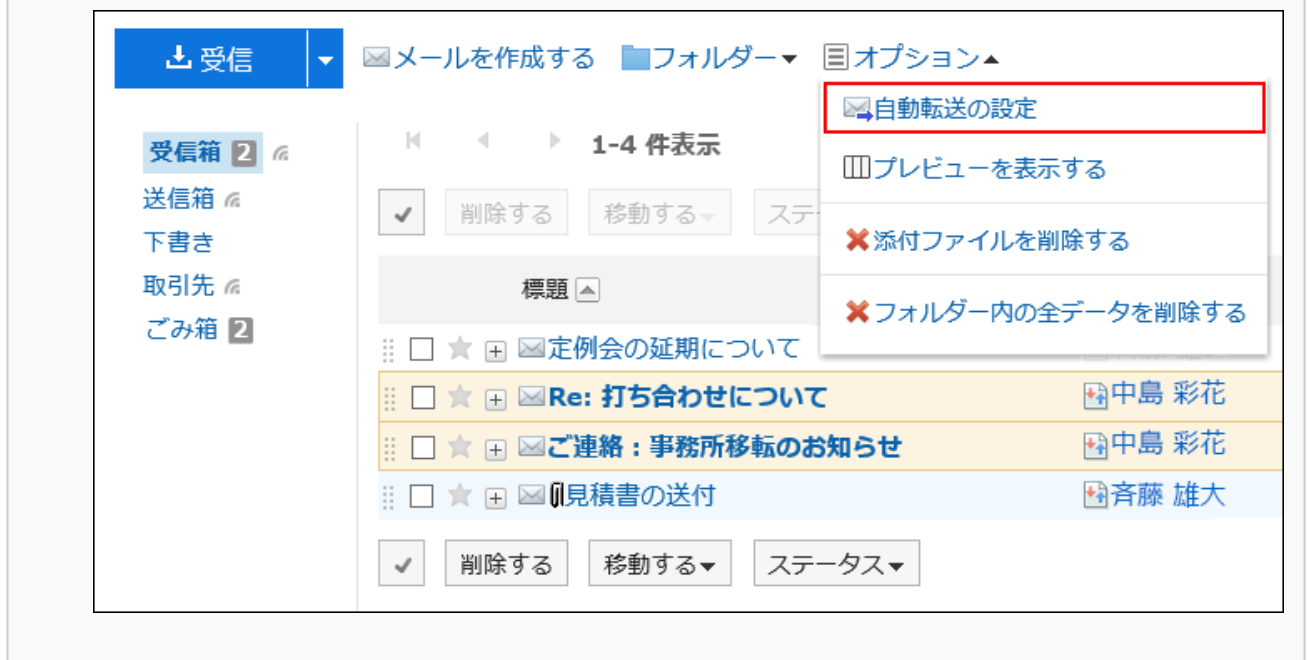 受信 メールを作成する フォルダー オプション
自動転送の設定
プレビューを表示する
添付ファイルを削除する
フォルダー内の全データを削除する
受信箱 2
送信箱
下書き
取引先
ごみ箱 2
1-4 件表示
削除する 移動する ステー
標題
定例会の延期について
Re: 打ち合わせについて 中島 彩花
ご連絡：事務所移転のお知らせ 中島 彩花
見積書の送付 斉藤 雄大
削除する 移動する ステータス